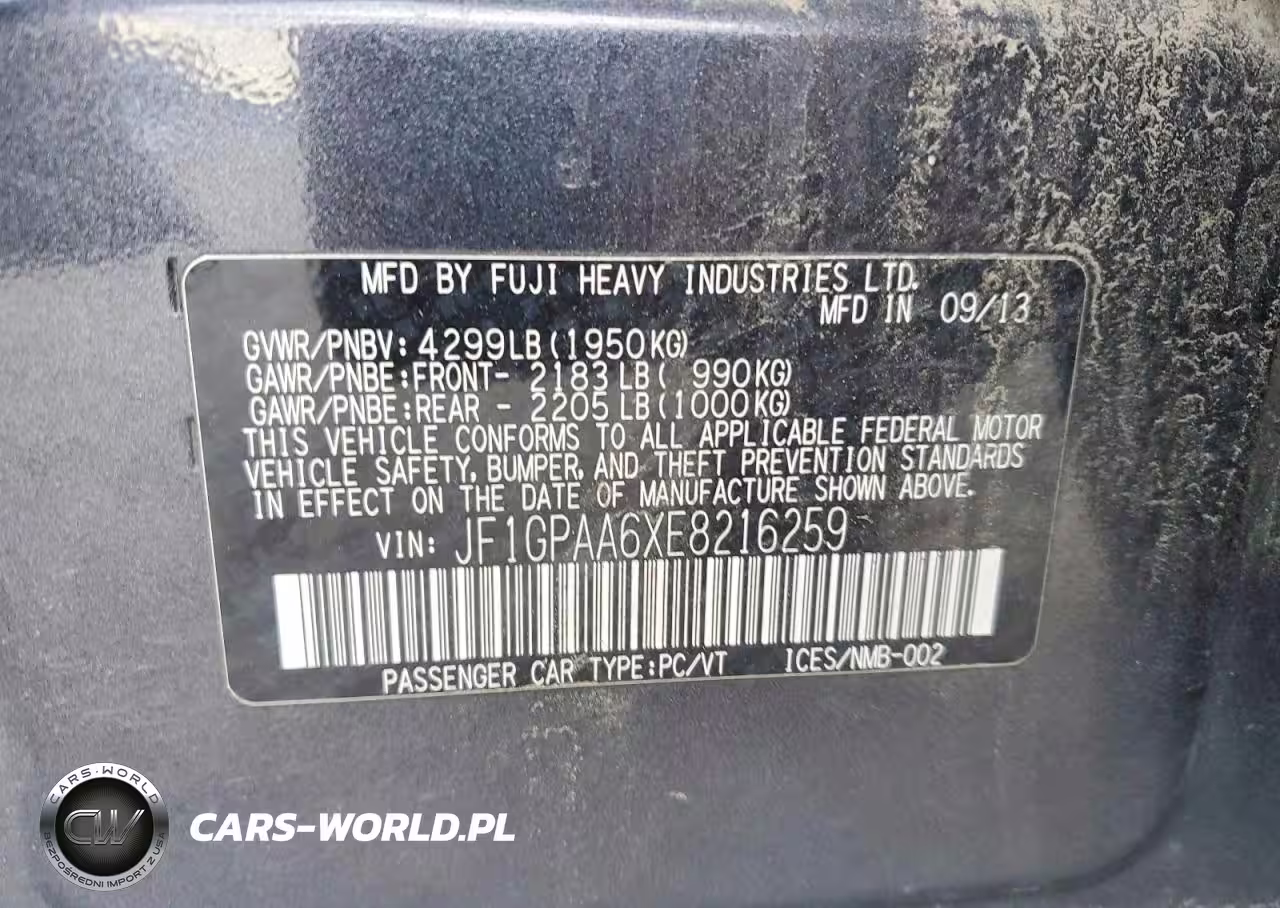 MFD BY FUJI HEAVY INDUSTRIES LTD.
MFD IN 09/13
GVWR/PNBV: 4299LB (1950KG)
GAWR/PNBE:FRONT- 2183 LB ( 990KG)
GAWR/PNBE:REAR - 2205 LB (1000KG)
THIS VEHICLE CONFORMS TO ALL APPLICABLE FEDERAL MOTOR
VEHICLE SAFETY, BUMPER, AND THEFT PREVENTION STANDARDS
IN EFFECT ON THE DATE OF MANUFACTURE SHOWN ABOVE.
VIN: JF1GPAA6XE8216259
PASSENGER CAR TYPE:PC/VT ICES/NMB-002
CARS-WORLD
CW
BEZPOŚREDNI IMPORT Z USA
CARS-WORLD.PL